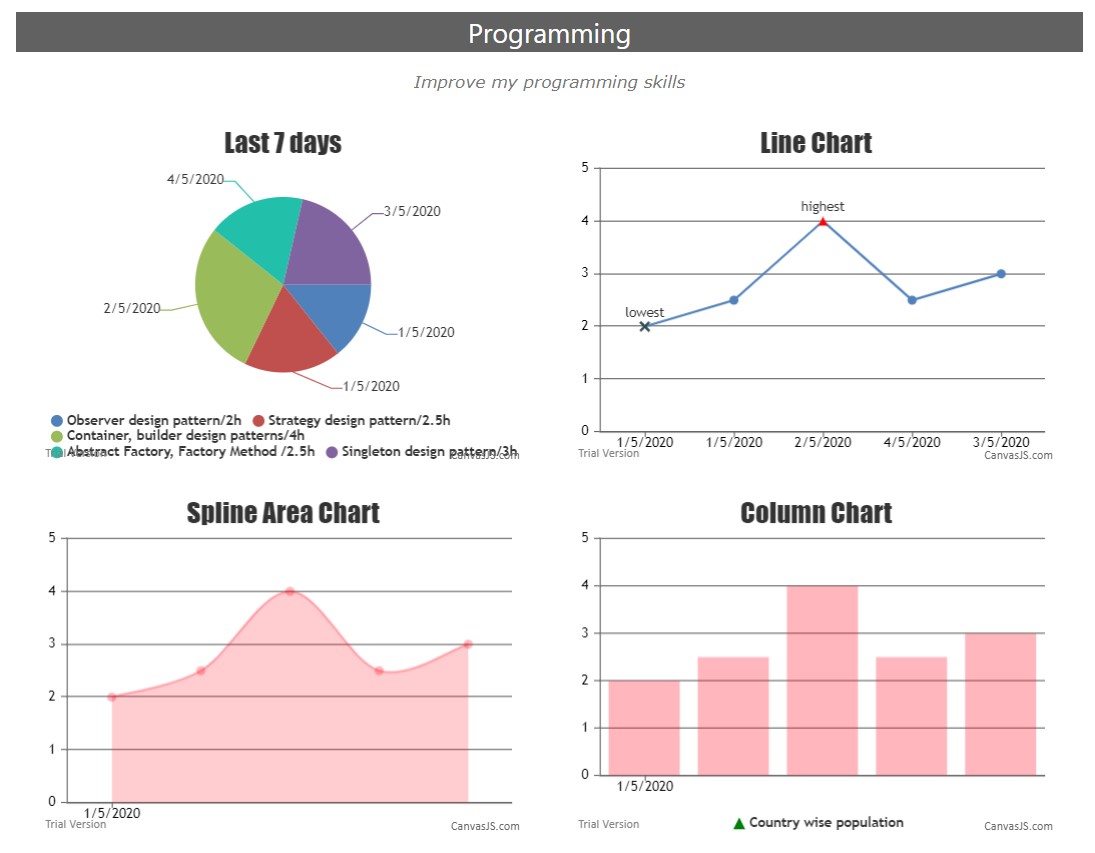 Programming
Improve my programming skills
Last 7 days
4/5/2020
3/5/2020
2/5/2020
1/5/2020
1/5/2020
Observer design pattern/2h Strategy design pattern/2.5h
Container, builder design patterns/4h
Abstract Factory, Factory Method /2.5h Singleton design pattern/3h
Trial Version CanvasJS.com
Line Chart
5
4
3
2
1
0
highest
lowest
1/5/2020 1/5/2020 2/5/2020 4/5/2020 3/5/2020
Trial Version CanvasJS.com
Spline Area Chart
5
4
3
2
1
0
1/5/2020
Trial Version CanvasJS.com
Column Chart
5
4
3
2
1
0
1/5/2020
Country wise population
Trial Version CanvasJS.com